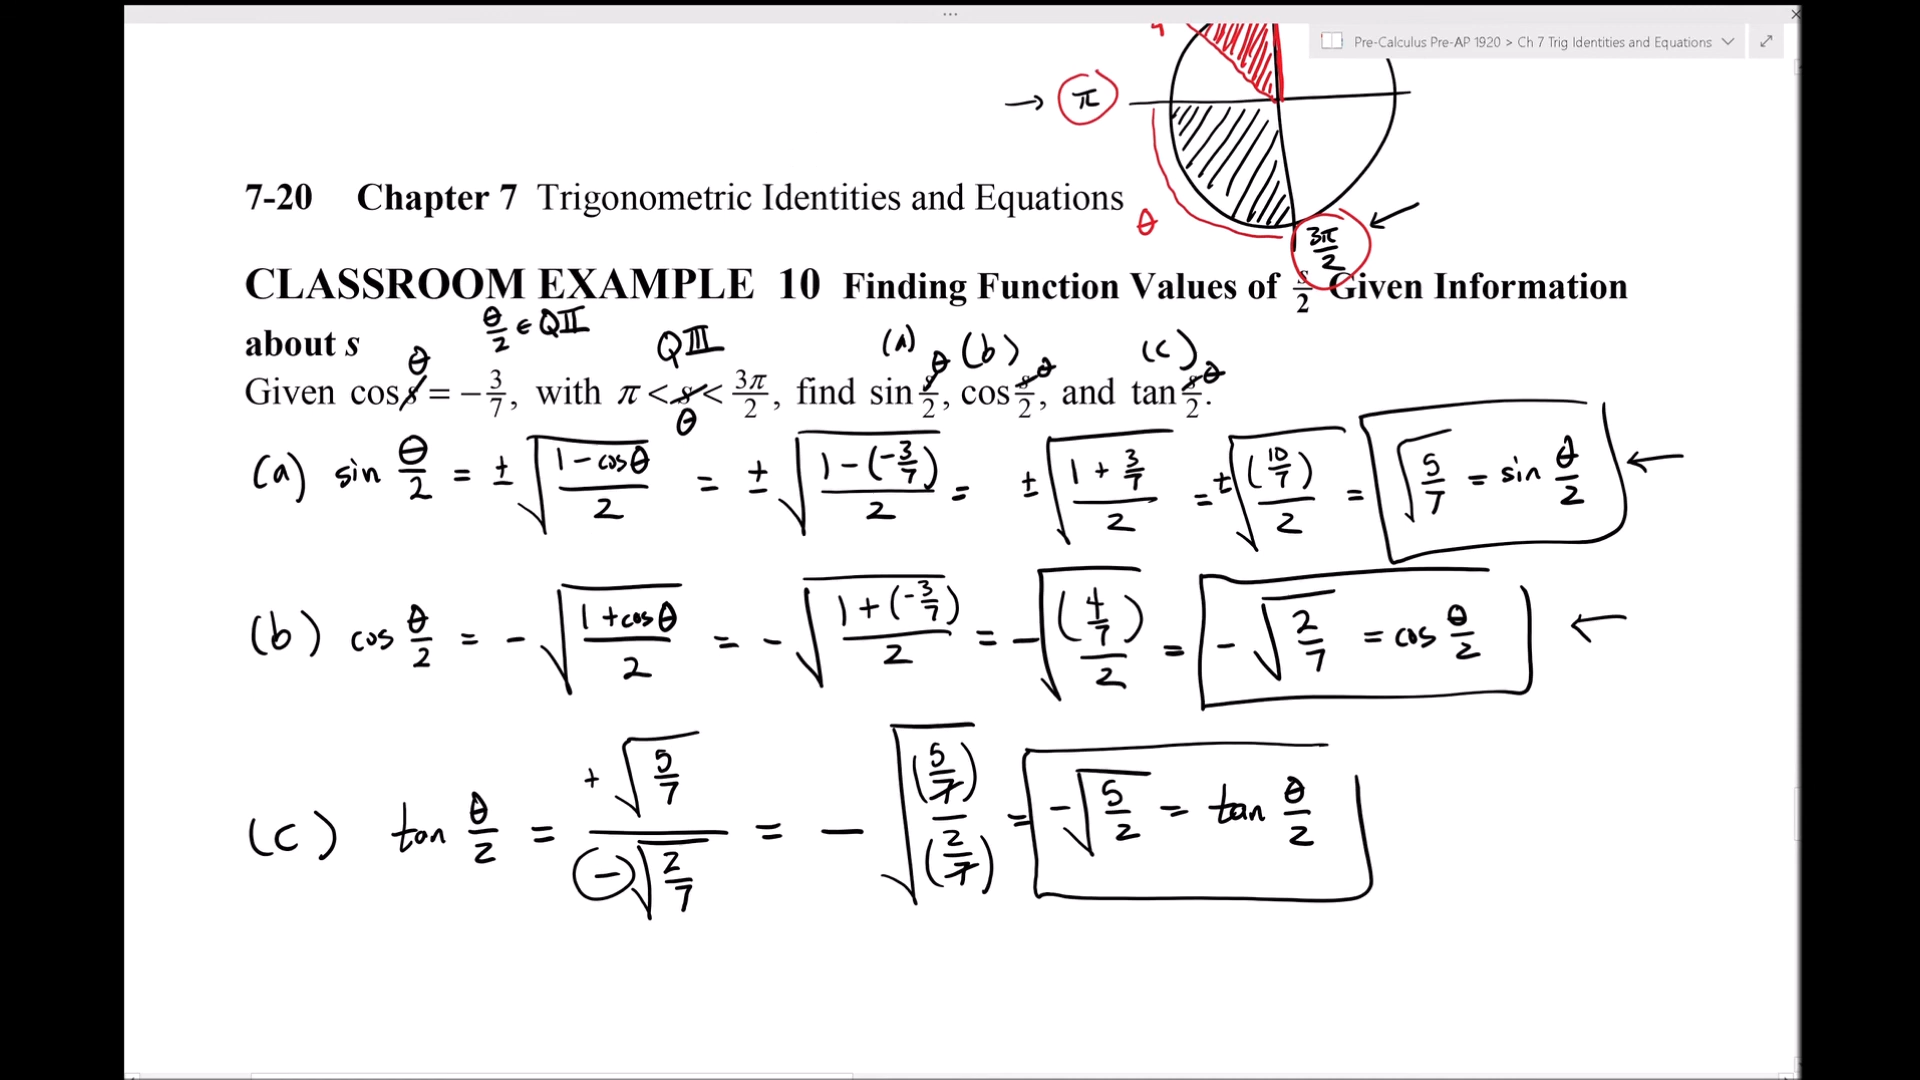 Pre-Calculus Pre-AP 1920 > Ch 7 Trig Identities and Equations
→ π
θ
3π/2
7-20 Chapter 7 Trigonometric Identities and Equations
CLASSROOM EXAMPLE 10 Finding Function Values of s/2 Given Information
about s
θ/2 ∈ QII
QIII
(A) (b) (c)
θ θ θ θ
Given cos s = −3/7, with π < s < 3π/2, find sin s/2, cos s/2, and tan s/2.
θ
(a) sin θ/2 = ±√((1 − cosθ)/2) = ±√((1 − (−3/7))/2) = ±√((1 + 3/7)/2) = ±√((10/7)/2) = √(5/7) = sin θ/2 ←
(b) cos θ/2 = −√((1 + cosθ)/2) = −√((1 + (−3/7))/2) = −√((4/7)/2) = −√(2/7) = cos θ/2 ←
(c) tan θ/2 = +√(5/7)/(−√(2/7)) = −√((5/7)/(2/7)) = −√(5/2) = tan θ/2